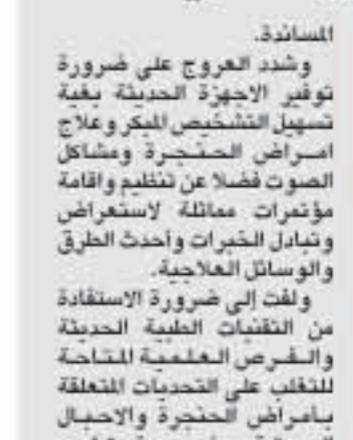 المساندة.
وشدد العروج على ضرورة
توفير الاجهزة الحديثة بغية
تسهيل التشخيص المبكر وعلاج
امراض الحنجرة ومشاكل
الصوت فضلا عن تنظيم واقامة
مؤتمرات مماثلة لاستعراض
وتبادل الخبرات وأحدث الطرق
والوسائل العلاجية.
ولفت إلى ضرورة الاستفادة
من التقنيات الطبية الحديثة
والفرص العلمية المتاحة
للتغلب على التحديات المتعلقة
بأمراض الحنجرة والاحبال